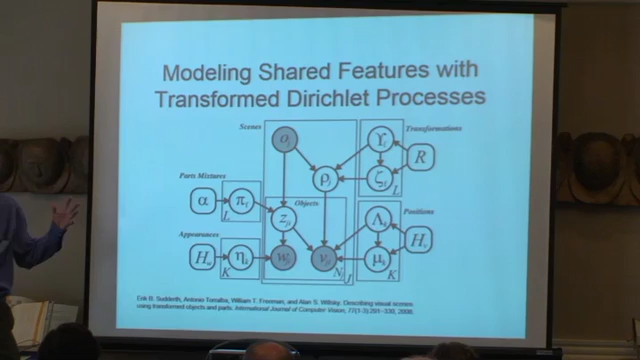 Modeling Shared Features with
Transformed Dirichlet Processes
Scenes
Transformations
O
ϒ
R
ρ
ζ
L
Parts Mixtures
Objects
Positions
α
π
L
z
Λ
H
Appearances
H
η
K
w
v
N
J
μ
K
Erik B. Sudderth, Antonio Torralba, William T. Freeman, and Alan S. Willsky. Describing visual scenes
using transformed objects and parts. International Journal of Computer Vision, 77(1-3):291–330, 2008.